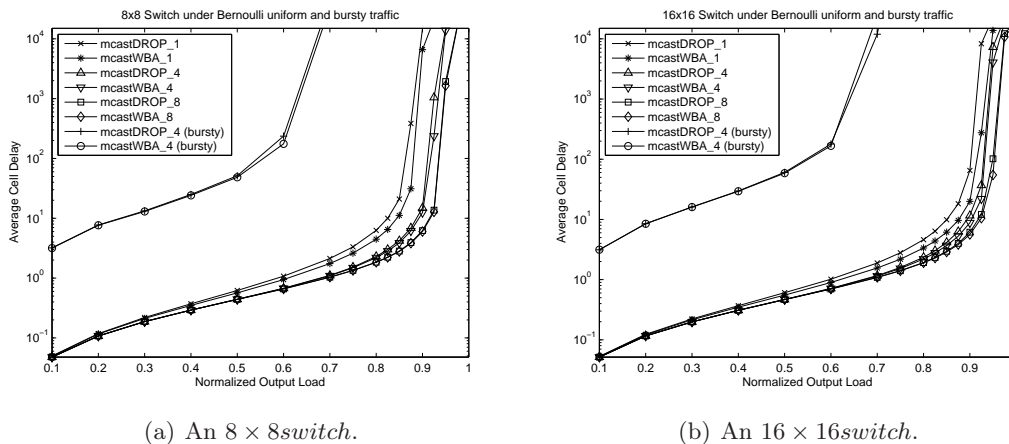 8x8 Switch under Bernoulli uniform and bursty traffic
mcastDROP_1
mcastWBA_1
mcastDROP_4
mcastWBA_4
mcastDROP_8
mcastWBA_8
mcastDROP_4 (bursty)
mcastWBA_4 (bursty)
Average Cell Delay
10^4
10^3
10^2
10^1
10^0
10^-1
0.1 0.2 0.3 0.4 0.5 0.6 0.7 0.8 0.9 1
Normalized Output Load
(a) An 8 × 8switch.
16x16 Switch under Bernoulli uniform and bursty traffic
mcastDROP_1
mcastWBA_1
mcastDROP_4
mcastWBA_4
mcastDROP_8
mcastWBA_8
mcastDROP_4 (bursty)
mcastWBA_4 (bursty)
Average Cell Delay
10^4
10^3
10^2
10^1
10^0
10^-1
0.1 0.2 0.3 0.4 0.5 0.6 0.7 0.8 0.9
Normalized Output Load
(b) An 16 × 16switch.